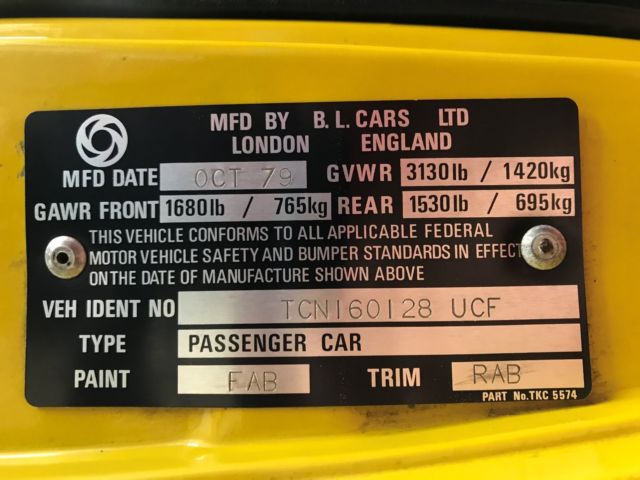 MFD BY B.L. CARS LTD
LONDON ENGLAND
MFD DATE OCT 79 GVWR 3130lb / 1420kg
GAWR FRONT 1680lb / 765kg REAR 1530lb / 695kg
THIS VEHICLE CONFORMS TO ALL APPLICABLE FEDERAL
MOTOR VEHICLE SAFETY AND BUMPER STANDARDS IN EFFECT
ON THE DATE OF MANUFACTURE SHOWN ABOVE
VEH IDENT NO TCN160128 UCF
TYPE PASSENGER CAR
PAINT FAB TRIM RAB
PART No.TKC 5574